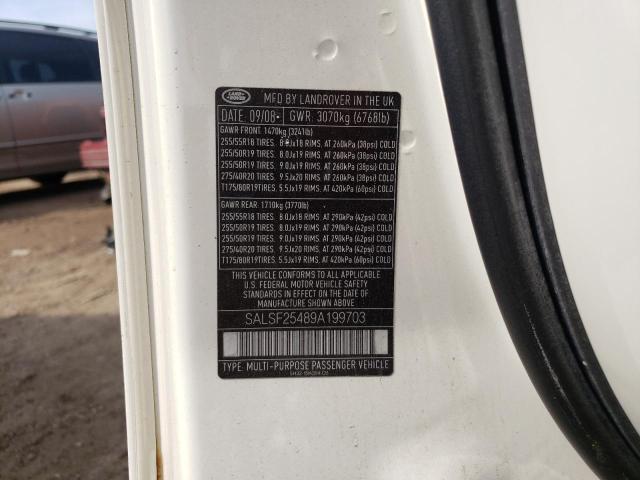 LAND ROVER
MFD BY LANDROVER IN THE UK
DATE: 09/08 GWR: 3070kg (6768lb)
GAWR FRONT: 1470kg (3241lb)
255/55R18 TIRES, 8.0Jx18 RIMS, AT 260kPa (38psi) COLD
255/50R19 TIRES, 8.0Jx19 RIMS, AT 260kPa (38psi) COLD
255/50R19 TIRES, 9.0Jx19 RIMS, AT 260kPa (38psi) COLD
275/40R20 TIRES, 9.5Jx20 RIMS, AT 260kPa (38psi) COLD
T175/80R19TIRES, 5.5Jx19 RIMS, AT 420kPa (60psi) COLD
GAWR REAR: 1710kg (3770lb)
255/55R18 TIRES, 8.0Jx18 RIMS, AT 290kPa (42psi) COLD
255/50R19 TIRES, 8.0Jx19 RIMS, AT 290kPa (42psi) COLD
255/50R19 TIRES, 9.0Jx19 RIMS, AT 290kPa (42psi) COLD
275/40R20 TIRES, 9.5Jx20 RIMS, AT 290kPa (42psi) COLD
T175/80R19TIRES, 5.5Jx19 RIMS, AT 420kPa (60psi) COLD
THIS VEHICLE CONFORMS TO ALL APPLICABLE
U.S. FEDERAL MOTOR VEHICLE SAFETY
STANDARDS IN EFFECT ON THE DATE OF
MANUFACTURE SHOWN ABOVE
SALSF25489A199703
TYPE: MULTI-PURPOSE PASSENGER VEHICLE